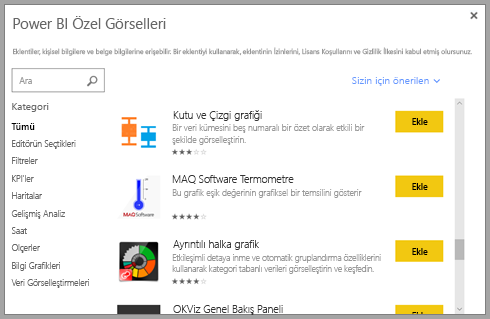 Power BI Özel Görselleri
Eklentiler, kişisel bilgilere ve belge bilgilerine erişebilir. Bir eklentiyi kullanarak, eklentinin İzinlerini, Lisans Koşullarını ve Gizlilik İlkesini kabul etmiş olursunuz.
Ara
Sizin için önerilen
Kategori
Tümü
Editörün Seçtikleri
Filtreler
KPI'ler
Haritalar
Gelişmiş Analiz
Saat
Ölçerler
Bilgi Grafikleri
Veri Görselleştirmeleri
Kutu ve Çizgi grafiği
Bir veri kümesini beş numaralı bir özet olarak etkili bir
şekilde görselleştirin.
Ekle
MAQ Software
MAQ Software Termometre
Bu grafik eşik değerinin grafiksel bir temsilini gösterir
Ekle
Ayrıntılı halka grafik
Etkileşimli detaya inme ve otomatik gruplandırma özelliklerini
kullanarak kategori tabanlı verileri görselleştirin ve keşfedin.
Ekle
OKViz Genel Bakış Paneli